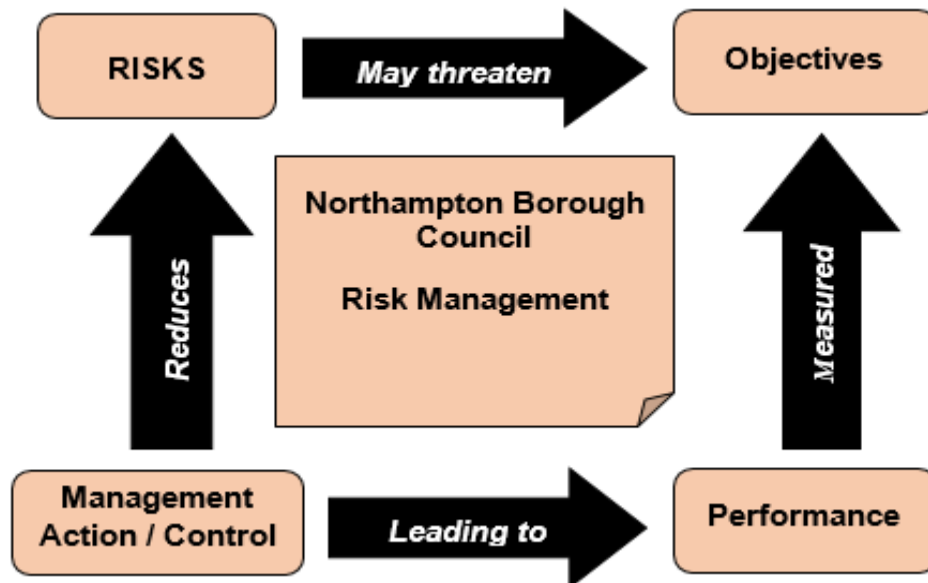 RISKS
May threaten
Objectives
Northampton Borough
Council
Risk Management
Reduces
Measured
Management
Action / Control
Leading to
Performance